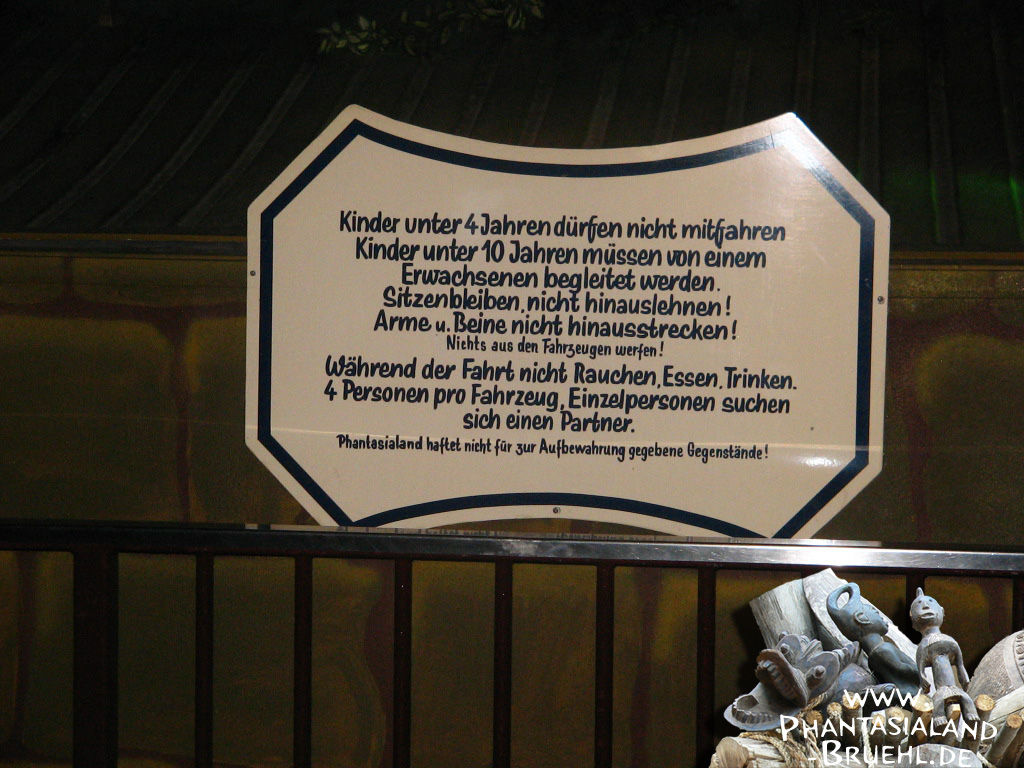 Kinder unter 4 Jahren dürfen nicht mitfahren
Kinder unter 10 Jahren müssen von einem
Erwachsenen begleitet werden.
Sitzenbleiben, nicht hinauslehnen!
Arme u. Beine nicht hinausstrecken!
Nichts aus den Fahrzeugen werfen!
Während der Fahrt nicht Rauchen, Essen, Trinken.
4 Personen pro Fahrzeug, Einzelpersonen suchen
sich einen Partner.
Phantasialand haftet nicht für zur Aufbewahrung gegebene Gegenstände!
www.
Phantasialand
-Bruehl.de